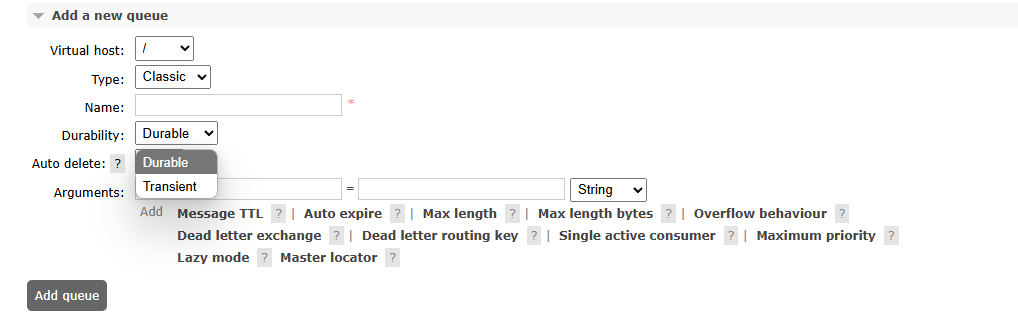 Add a new queue
Virtual host: /
Type: Classic
Name: *
Durability: Durable
Auto delete: ? Durable
Transient
Arguments: = String
Add Message TTL ? | Auto expire ? | Max length ? | Max length bytes ? | Overflow behaviour ?
Dead letter exchange ? | Dead letter routing key ? | Single active consumer ? | Maximum priority ?
Lazy mode ? Master locator ?
Add queue